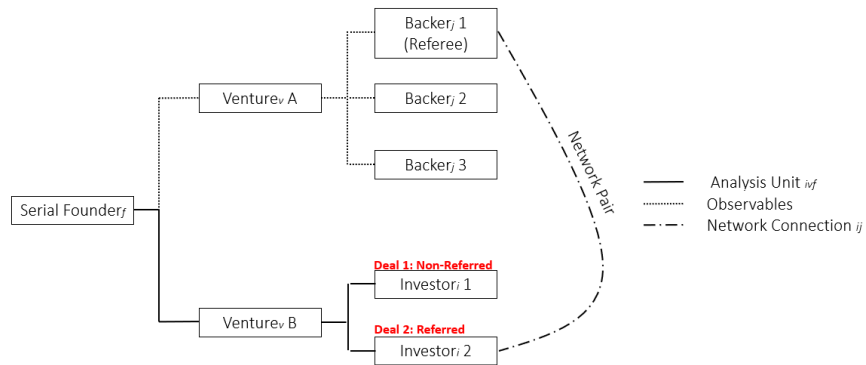 Backerj 1
(Referee)
Venturev A
Backerj 2
Backerj 3
Network Pair
Analysis Unit ivf
Observables
Network Connection ij
Serial Founderf
Deal 1: Non-Referred
Investori 1
Venturev B
Deal 2: Referred
Investori 2